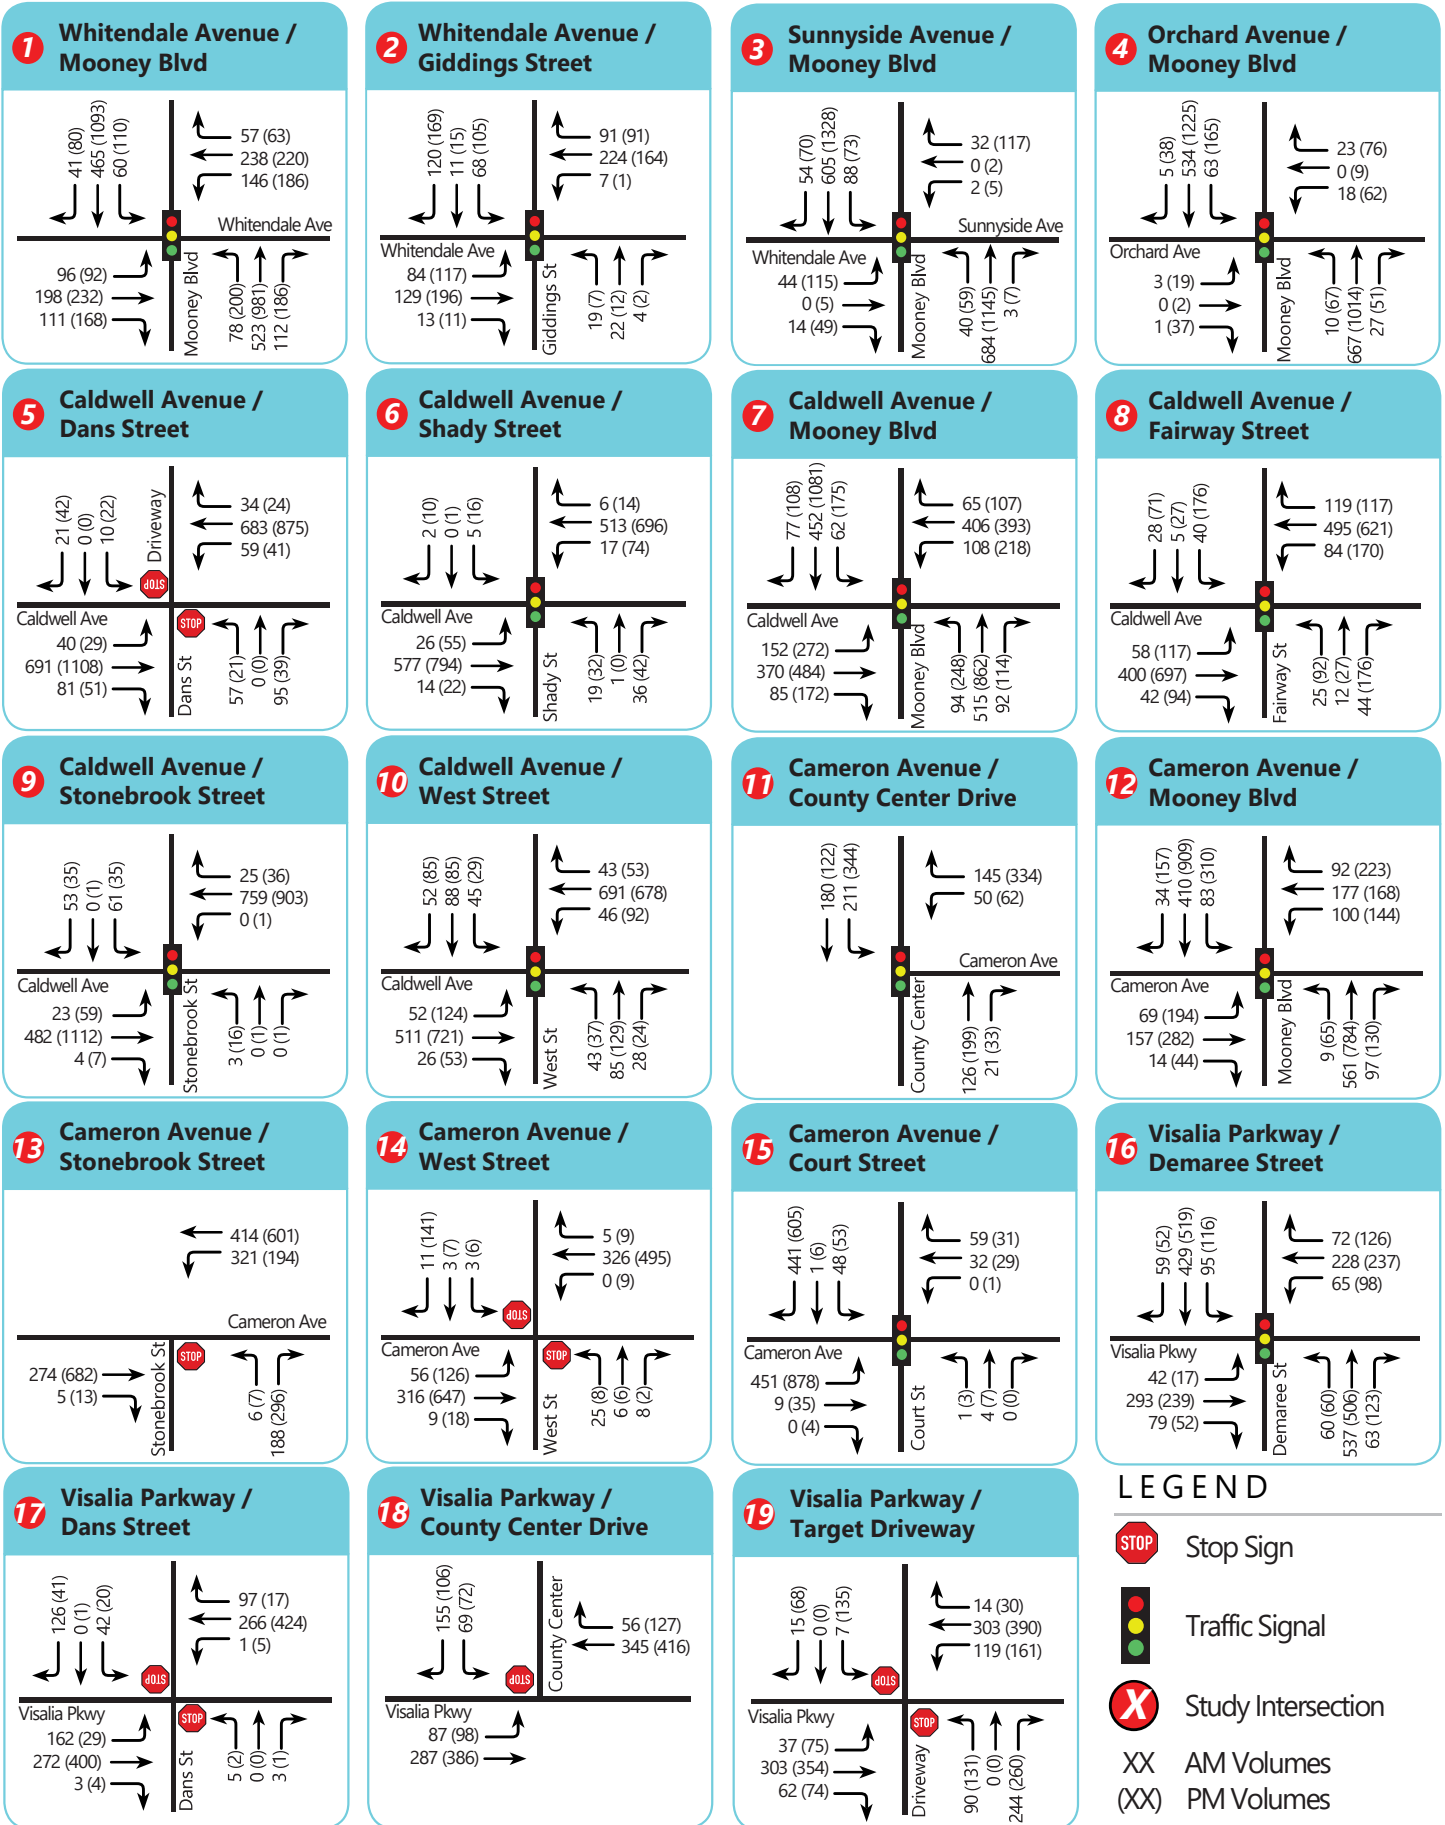 1
Whitendale Avenue /
Mooney Blvd
41 (80)
465 (1093)
60 (110)
57 (63)
238 (220)
146 (186)
Whitendale Ave
96 (92)
198 (232)
111 (168)
Mooney Blvd
78 (200)
523 (981)
112 (186)
2
Whitendale Avenue /
Giddings Street
120 (169)
11 (15)
68 (105)
91 (91)
224 (164)
7 (1)
Whitendale Ave
84 (117)
129 (196)
13 (11)
Giddings St
19 (7)
22 (12)
4 (2)
3
Sunnyside Avenue /
Mooney Blvd
54 (70)
605 (1328)
88 (73)
32 (117)
0 (2)
2 (5)
Sunnyside Ave
Whitendale Ave
44 (115)
0 (5)
14 (49)
Mooney Blvd
40 (59)
684 (1145)
3 (7)
4
Orchard Avenue /
Mooney Blvd
5 (38)
534 (1225)
63 (165)
23 (76)
0 (9)
18 (62)
Orchard Ave
3 (19)
0 (2)
1 (37)
Mooney Blvd
10 (67)
667 (1014)
27 (51)
5
Caldwell Avenue /
Dans Street
21 (42)
0 (0)
10 (22)
Driveway
STOP
34 (24)
683 (875)
59 (41)
Caldwell Ave
40 (29)
691 (1108)
81 (51)
Dans St
STOP
57 (21)
0 (0)
95 (39)
6
Caldwell Avenue /
Shady Street
2 (10)
0 (1)
5 (16)
6 (14)
513 (696)
17 (74)
Caldwell Ave
26 (55)
577 (794)
14 (22)
Shady St
19 (32)
1 (0)
36 (42)
7
Caldwell Avenue /
Mooney Blvd
77 (108)
452 (1081)
62 (175)
65 (107)
406 (393)
108 (218)
Caldwell Ave
152 (272)
370 (484)
85 (172)
Mooney Blvd
94 (248)
515 (862)
92 (114)
8
Caldwell Avenue /
Fairway Street
28 (71)
5 (27)
40 (176)
119 (117)
495 (621)
84 (170)
Caldwell Ave
58 (117)
400 (697)
42 (94)
Fairway St
25 (92)
12 (27)
44 (176)
9
Caldwell Avenue /
Stonebrook Street
53 (35)
0 (1)
61 (35)
25 (36)
759 (903)
0 (1)
Caldwell Ave
23 (59)
482 (1112)
4 (7)
Stonebrook St
3 (16)
0 (1)
0 (1)
10
Caldwell Avenue /
West Street
52 (85)
88 (85)
45 (29)
43 (53)
691 (678)
46 (92)
Caldwell Ave
52 (124)
511 (721)
26 (53)
West St
43 (37)
85 (129)
28 (24)
11
Cameron Avenue /
County Center Drive
180 (122)
211 (344)
145 (334)
50 (62)
Cameron Ave
County Center
126 (199)
21 (33)
12
Cameron Avenue /
Mooney Blvd
34 (157)
410 (909)
83 (310)
92 (223)
177 (168)
100 (144)
Cameron Ave
69 (194)
157 (282)
14 (44)
Mooney Blvd
9 (65)
561 (784)
97 (130)
13
Cameron Avenue /
Stonebrook Street
414 (601)
321 (194)
Cameron Ave
274 (682)
5 (13)
Stonebrook St
STOP
6 (7)
188 (296)
14
Cameron Avenue /
West Street
11 (141)
3 (7)
3 (6)
STOP
5 (9)
326 (495)
0 (9)
Cameron Ave
56 (126)
316 (647)
9 (18)
West St
STOP
25 (8)
6 (6)
8 (2)
15
Cameron Avenue /
Court Street
441 (605)
1 (6)
48 (53)
59 (31)
32 (29)
0 (1)
Cameron Ave
451 (878)
9 (35)
0 (4)
Court St
1 (3)
4 (7)
0 (0)
16
Visalia Parkway /
Demaree Street
59 (52)
429 (519)
95 (116)
72 (126)
228 (237)
65 (98)
Visalia Pkwy
42 (17)
293 (239)
79 (52)
Demaree St
60 (60)
537 (506)
63 (123)
17
Visalia Parkway /
Dans Street
126 (41)
0 (1)
42 (20)
STOP
97 (17)
266 (424)
1 (5)
Visalia Pkwy
162 (29)
272 (400)
3 (4)
Dans St
STOP
5 (2)
0 (0)
3 (1)
18
Visalia Parkway /
County Center Drive
155 (106)
69 (72)
STOP
County Center
56 (127)
345 (416)
Visalia Pkwy
87 (98)
287 (386)
19
Visalia Parkway /
Target Driveway
15 (68)
0 (0)
7 (135)
STOP
14 (30)
303 (390)
119 (161)
Visalia Pkwy
37 (75)
303 (354)
62 (74)
Driveway
STOP
90 (131)
0 (0)
244 (260)
LEGEND
STOP Stop Sign
Traffic Signal
X Study Intersection
XX AM Volumes
(XX) PM Volumes